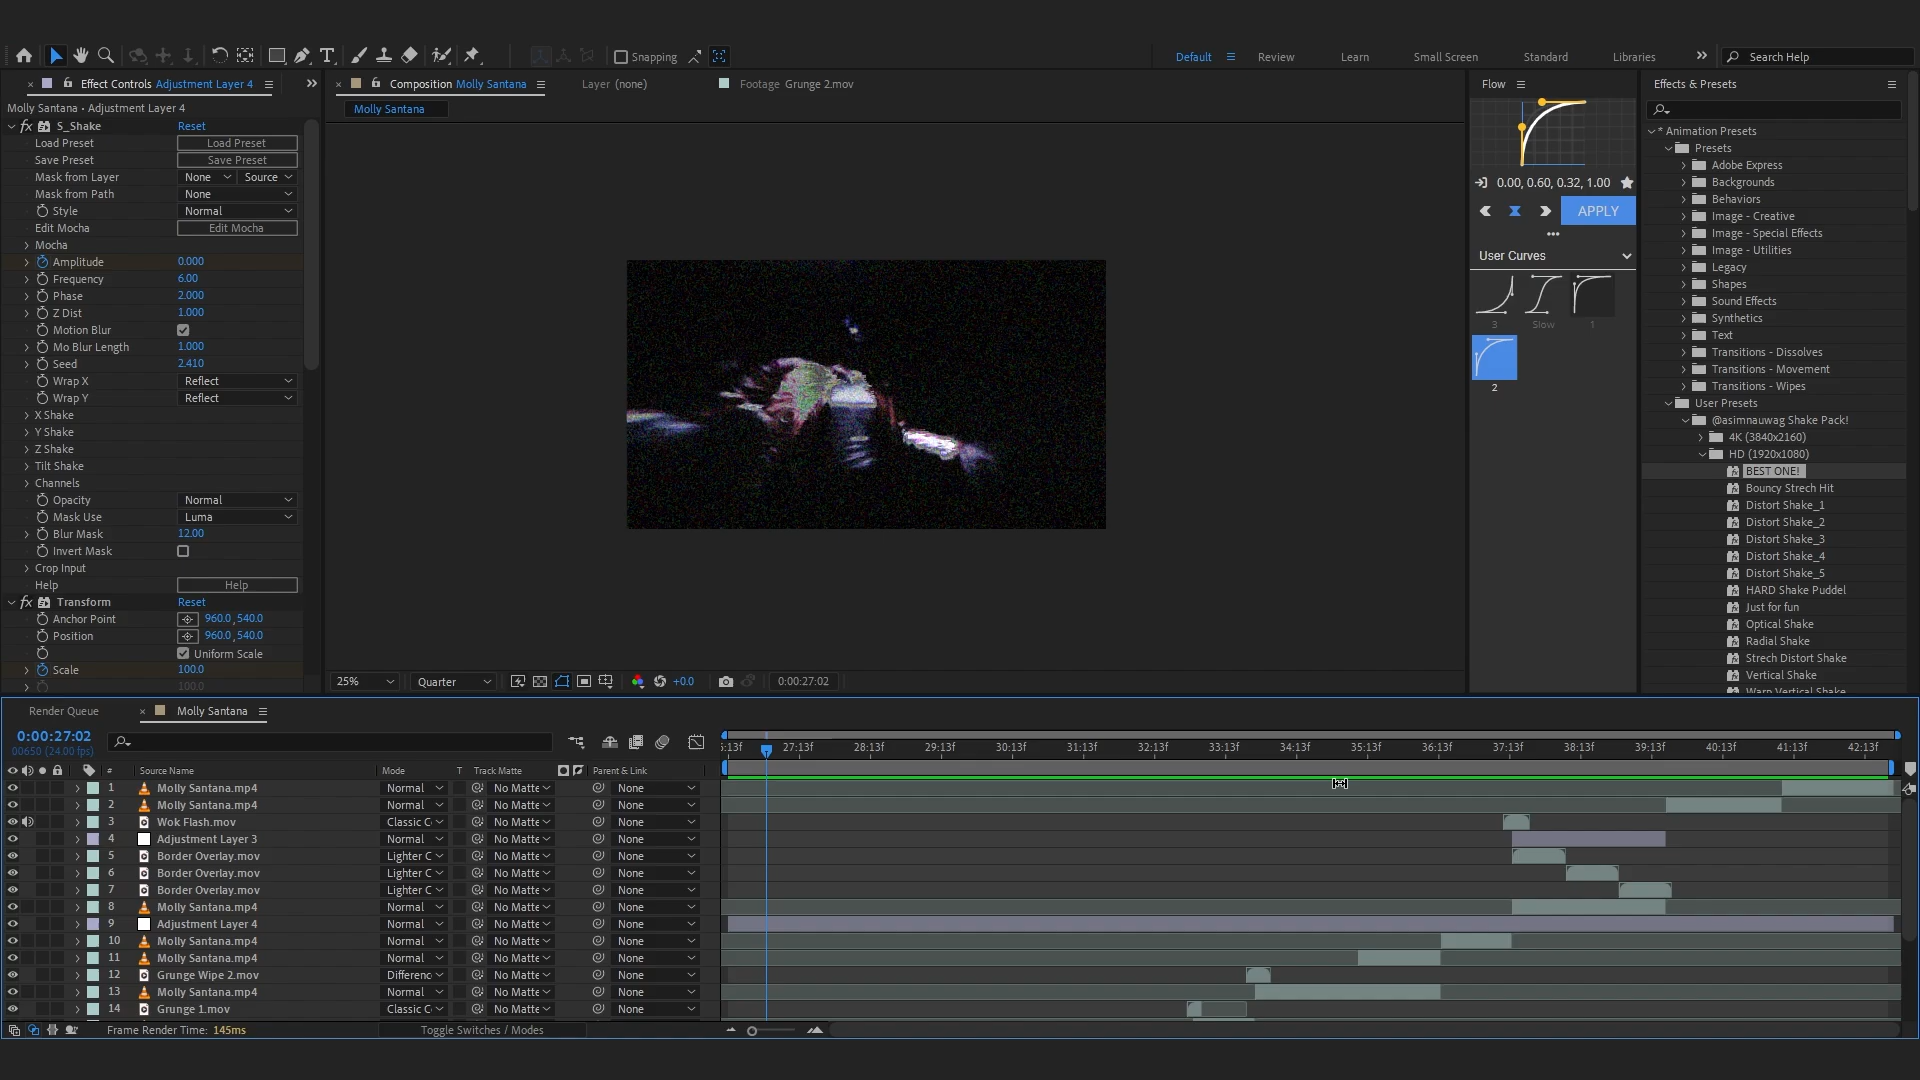 Snapping
Default
Review
Learn
Small Screen
Standard
Libraries
Search Help
Effect Controls Adjustment Layer 4
Molly Santana • Adjustment Layer 4
fx S_Shake Reset
Load Preset Load Preset
Save Preset Save Preset
Mask from Layer None Source
Mask from Path None
Style Normal
Edit Mocha Edit Mocha
Mocha
Amplitude 0.000
Frequency 6.00
Phase 2.000
Z Dist 1.000
Motion Blur
Mo Blur Length 1.000
Seed 2.410
Wrap X Reflect
Wrap Y Reflect
X Shake
Y Shake
Z Shake
Tilt Shake
Channels
Opacity Normal
Mask Use Luma
Blur Mask 12.00
Invert Mask
Crop Input
Help Help
fx Transform Reset
Anchor Point 960.0, 540.0
Position 960.0, 540.0
Uniform Scale
Scale 100.0
100.0
Composition Molly Santana
Layer (none)
Footage Grunge 2.mov
Molly Santana
25% Quarter +0.0 0:00:27:02
Flow
0.00, 0.60, 0.32, 1.00
APPLY
User Curves
3 Slow 1
2
Effects & Presets
* Animation Presets
Presets
Adobe Express
Backgrounds
Behaviors
Image - Creative
Image - Special Effects
Image - Utilities
Legacy
Shapes
Sound Effects
Synthetics
Text
Transitions - Dissolves
Transitions - Movement
Transitions - Wipes
User Presets
@asimnauwag Shake Pack!
4K (3840x2160)
HD (1920x1080)
BEST ONE!
Bouncy Strech Hit
Distort Shake_1
Distort Shake_2
Distort Shake_3
Distort Shake_4
Distort Shake_5
HARD Shake Puddel
Just for fun
Optical Shake
Radial Shake
Strech Distort Shake
Vertical Shake
Warp Vertical Shake
Render Queue Molly Santana
0:00:27:02
00650 (24.00 fps)
5:13f 27:13f 28:13f 29:13f 30:13f 31:13f 32:13f 33:13f 34:13f 35:13f 36:13f 37:13f 38:13f 39:13f 40:13f 41:13f 42:13f
# Source Name Mode T Track Matte Parent & Link
1 Molly Santana.mp4 Normal No Matte None
2 Molly Santana.mp4 Normal No Matte None
3 Wok Flash.mov Classic C No Matte None
4 Adjustment Layer 3 Normal No Matte None
5 Border Overlay.mov Lighter C No Matte None
6 Border Overlay.mov Lighter C No Matte None
7 Border Overlay.mov Lighter C No Matte None
8 Molly Santana.mp4 Normal No Matte None
9 Adjustment Layer 4 Normal No Matte None
10 Molly Santana.mp4 Normal No Matte None
11 Molly Santana.mp4 Normal No Matte None
12 Grunge Wipe 2.mov Differenc No Matte None
13 Molly Santana.mp4 Normal No Matte None
14 Grunge 1.mov Classic C No Matte None
Frame Render Time: 145ms Toggle Switches / Modes